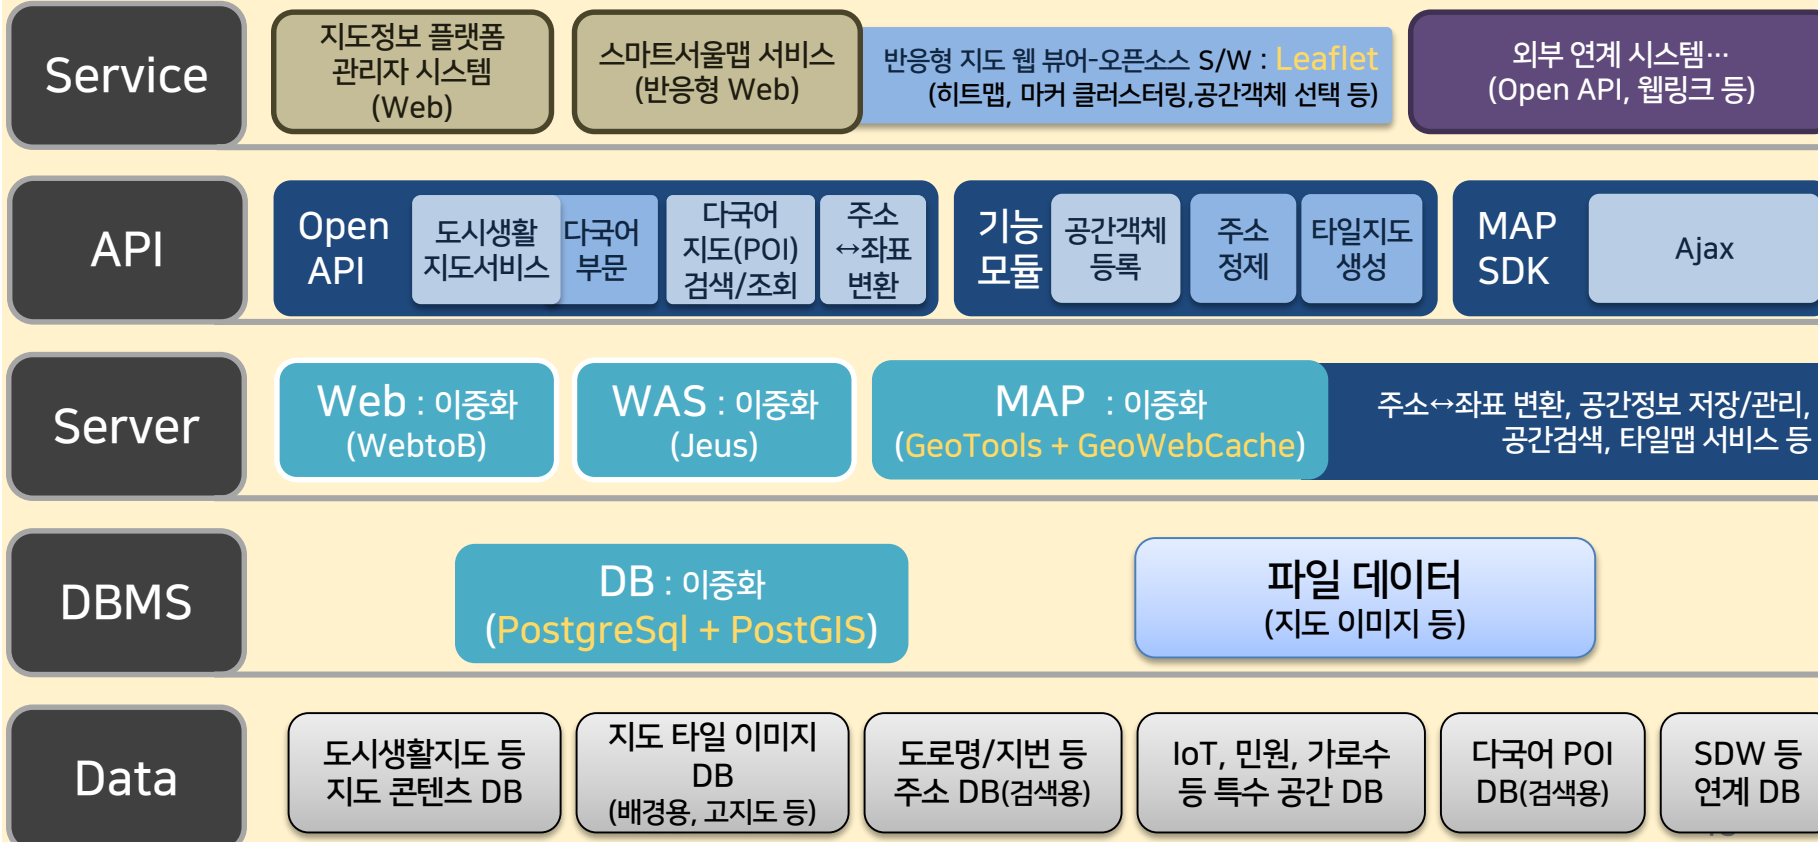 Service
지도정보 플랫폼
관리자 시스템
(Web)
스마트서울맵 서비스
(반응형 Web)
반응형 지도 웹 뷰어-오픈소스 S/W : Leaflet
(히트맵, 마커 클러스터링,공간객체 선택 등)
외부 연계 시스템…
(Open API, 웹링크 등)
API
Open
API
도시생활
지도서비스
다국어
부문
다국어
지도(POI)
검색/조회
주소
↔좌표
변환
기능
모듈
공간객체
등록
주소
정제
타일지도
생성
MAP
SDK
Ajax
Server
Web : 이중화
(WebtoB)
WAS : 이중화
(Jeus)
MAP : 이중화
(GeoTools + GeoWebCache)
주소↔좌표 변환, 공간정보 저장/관리,
공간검색, 타일맵 서비스 등
DBMS
DB : 이중화
(PostgreSql + PostGIS)
파일 데이터
(지도 이미지 등)
Data
도시생활지도 등
지도 콘텐츠 DB
지도 타일 이미지
DB
(배경용, 고지도 등)
도로명/지번 등
주소 DB(검색용)
IoT, 민원, 가로수
등 특수 공간 DB
다국어 POI
DB(검색용)
SDW 등
연계 DB